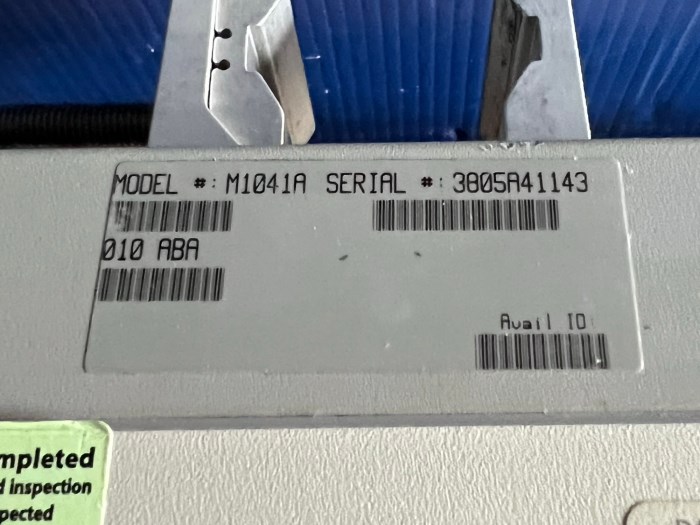 MODEL #: M1041A SERIAL #: 3805A41143
010 ABA
Avail ID:
mpleted
d inspection
pected